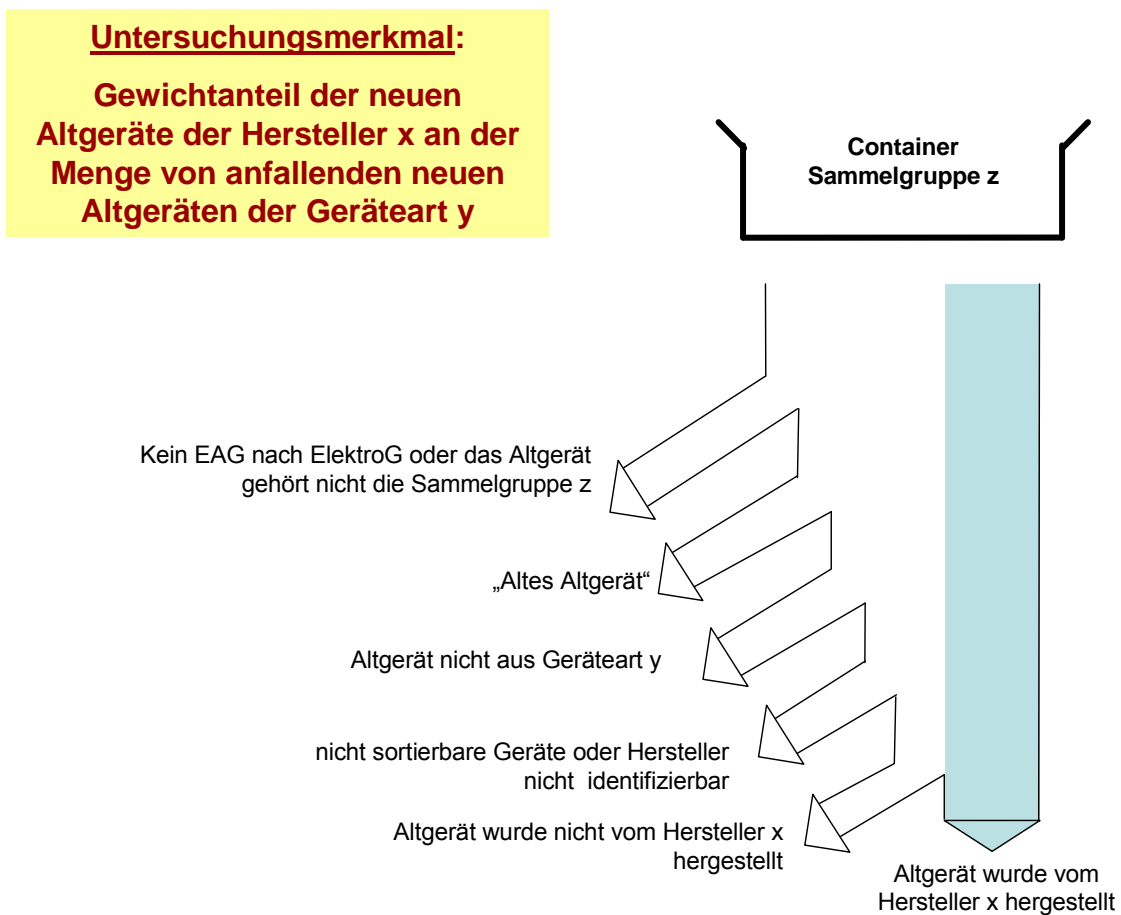 Untersuchungsmerkmal:
Gewichtanteil der neuen
Altgeräte der Hersteller x an der
Menge von anfallenden neuen
Altgeräten der Geräteart y
Container
Sammelgruppe z
Kein EAG nach ElektroG oder das Altgerät
gehört nicht die Sammelgruppe z
„Altes Altgerät“
Altgerät nicht aus Geräteart y
nicht sortierbare Geräte oder Hersteller
nicht identifizierbar
Altgerät wurde nicht vom Hersteller x
hergestellt
Altgerät wurde vom
Hersteller x hergestellt